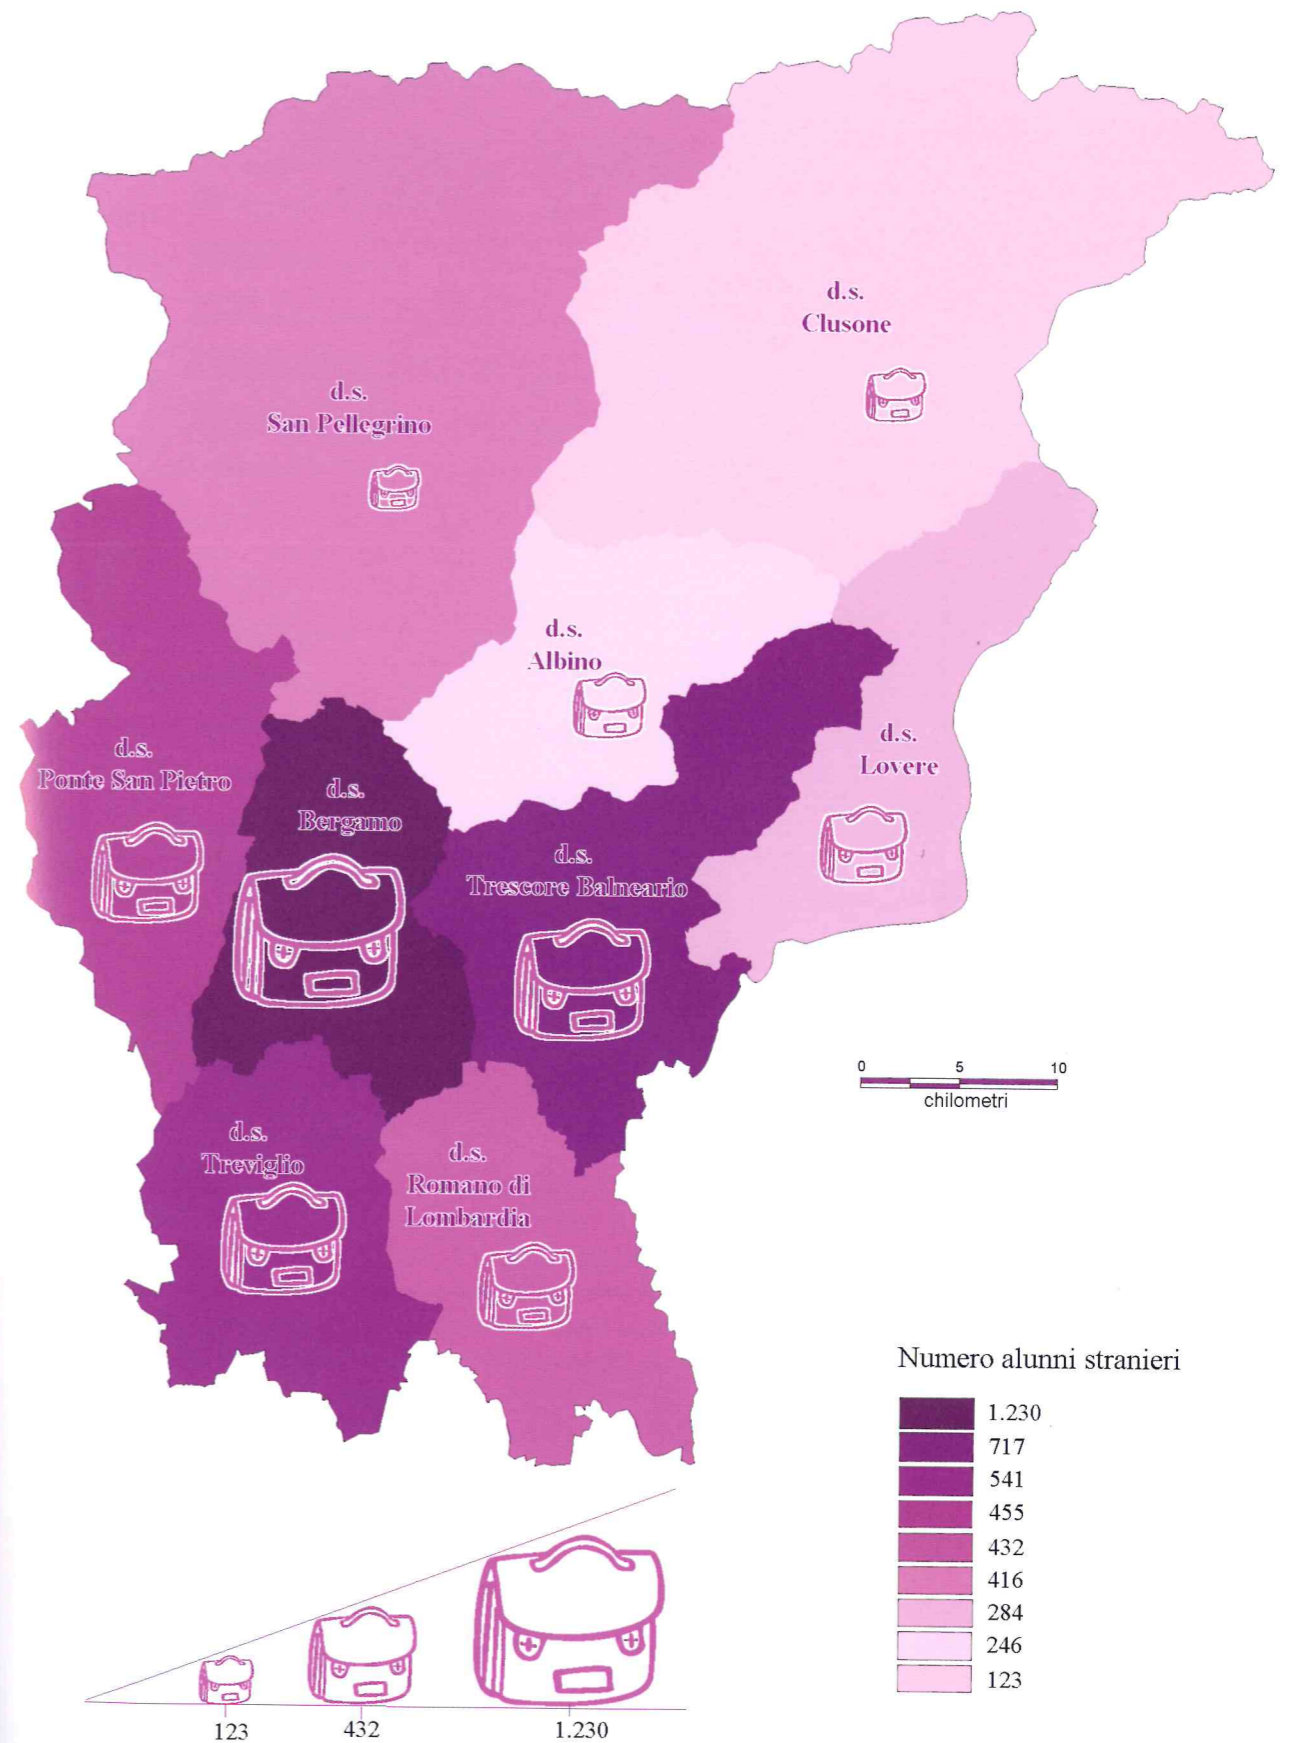 d.s.
Clusone
d.s.
San Pellegrino
d.s.
Albino
d.s.
Lovere
d.s.
Ponte San Pietro
d.s.
Bergamo
d.s.
Trescore Balneario
0 5 10
chilometri
d.s.
Treviglio
d.s.
Romano di
Lombardia
Numero alunni stranieri
1.230
717
541
455
432
416
284
246
123
123 432 1.230